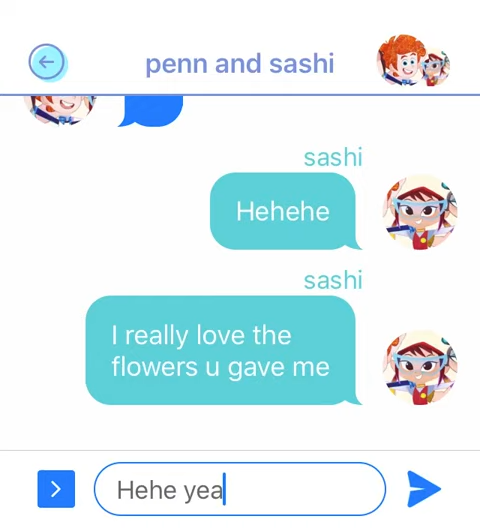 penn and sashi
sashi
Hehehe
sashi
I really love the
flowers u gave me
Hehe yea